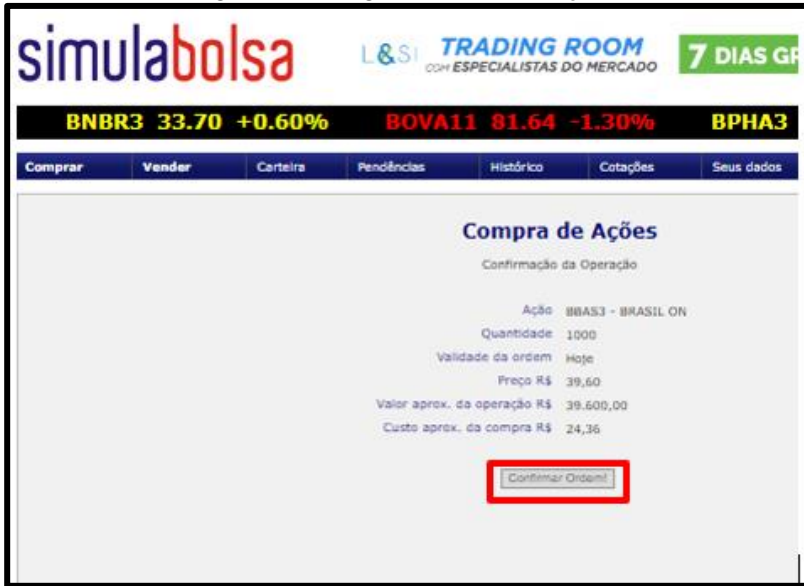 simulabolsa
L&S TRADING ROOM
COM ESPECIALISTAS DO MERCADO
7 DIAS
BNBR3 33.70 +0.60% BOVA11 81.64 -1.30% BPHA3
Comprar Vender Carteira Pendências Histórico Cotações Seus dados
Compra de Ações
Confirmação da Operação
Ação BBAS3 - BRASIL ON
Quantidade 1000
Validade da ordem Hoje
Preço R$ 39,60
Valor aprox. da operação R$ 39.600,00
Custo aprox. da compra R$ 24,36
Confirmar Ordem!